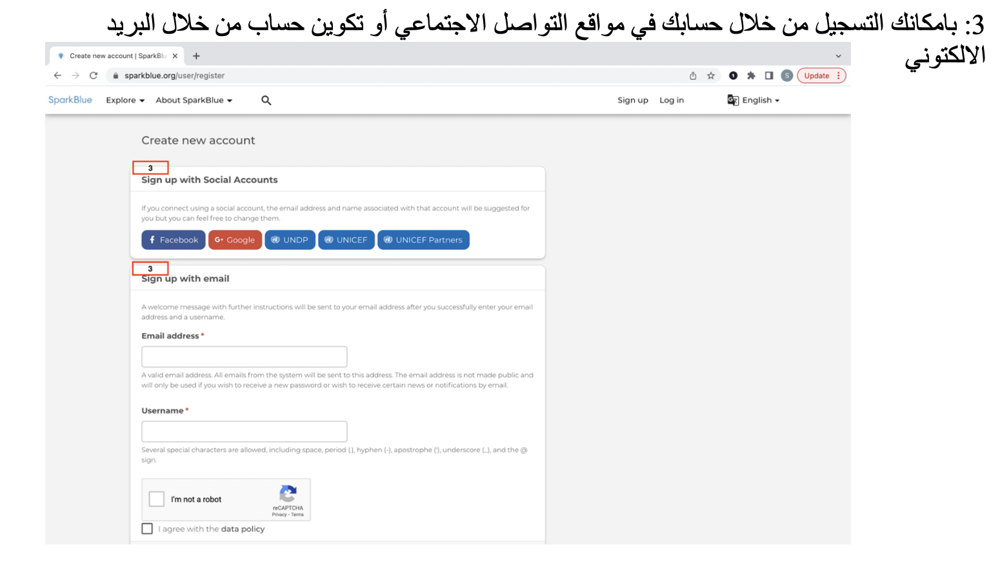 3: بامكانك التسجيل من خلال حسابك في مواقع التواصل الاجتماعي أو تكوين حساب من خلال البريد
الالكتوني
Create new account | SparkBlu
sparkblue.org/user/register
Update
SparkBlue Explore About SparkBlue Sign up Log in English
Create new account
3
Sign up with Social Accounts
If you connect using a social account, the email address and name associated with that account will be suggested for
you but you can feel free to change them.
Facebook G+ Google UNDP UNICEF UNICEF Partners
3
Sign up with email
A welcome message with further instructions will be sent to your email address after you successfully enter your email
address and a username.
Email address *
A valid email address. All emails from the system will be sent to this address. The email address is not made public and
will only be used if you wish to receive a new password or wish to receive certain news or notifications by email.
Username *
Several special characters are allowed, including space, period (.), hyphen (-), apostrophe ('), underscore (_), and the @
sign.
I'm not a robot
reCAPTCHA
Privacy - Terms
I agree with the data policy